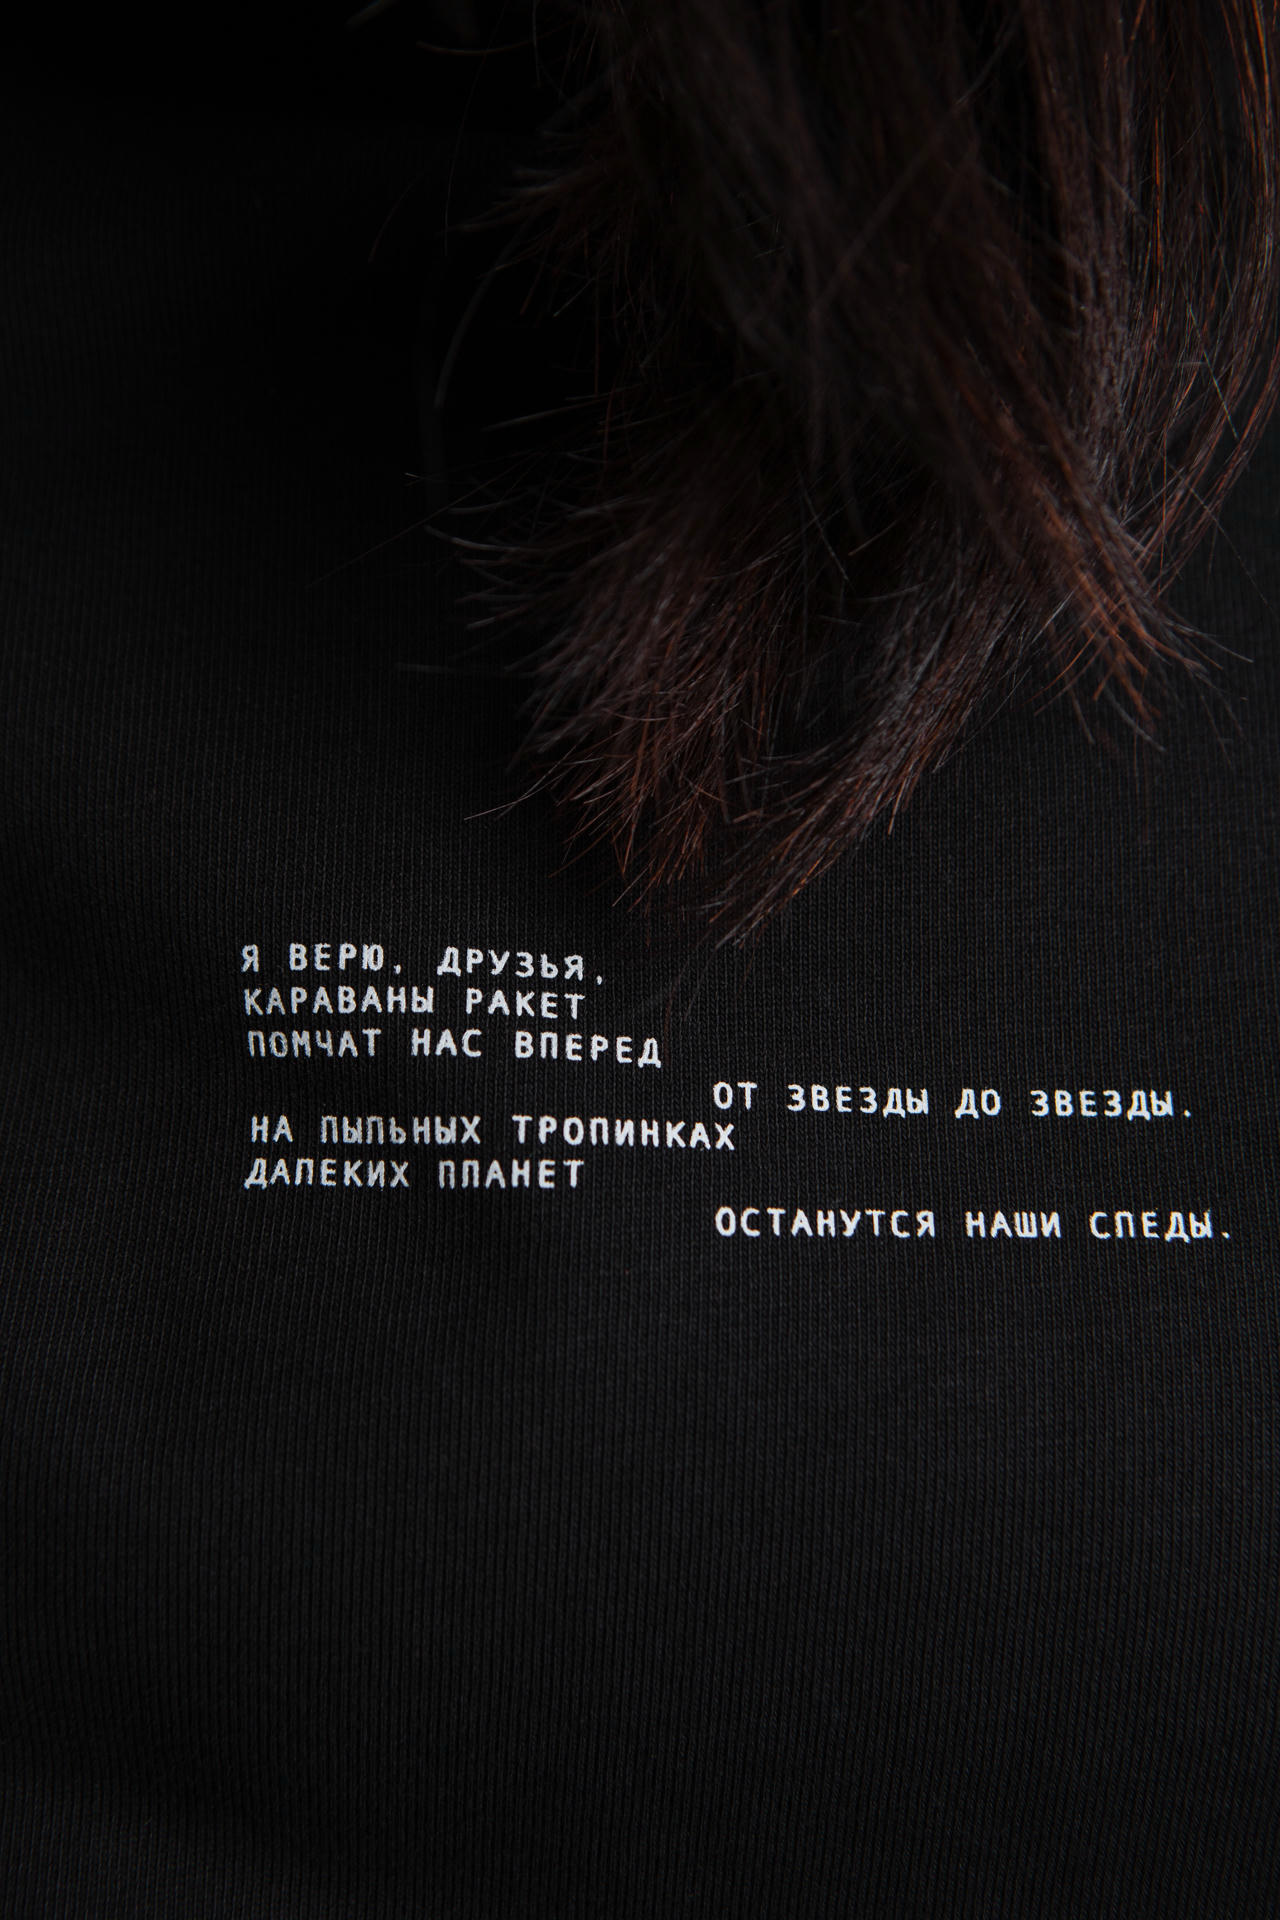 Я ВЕРЮ, ДРУЗЬЯ,
КАРАВАНЫ РАКЕТ
ПОМЧАТ НАС ВПЕРЕД
ОТ ЗВЕЗДЫ ДО ЗВЕЗДЫ.
НА ПЫЛЬНЫХ ТРОПИНКАХ
ДАЛЕКИХ ПЛАНЕТ
ОСТАНУТСЯ НАШИ СЛЕДЫ.